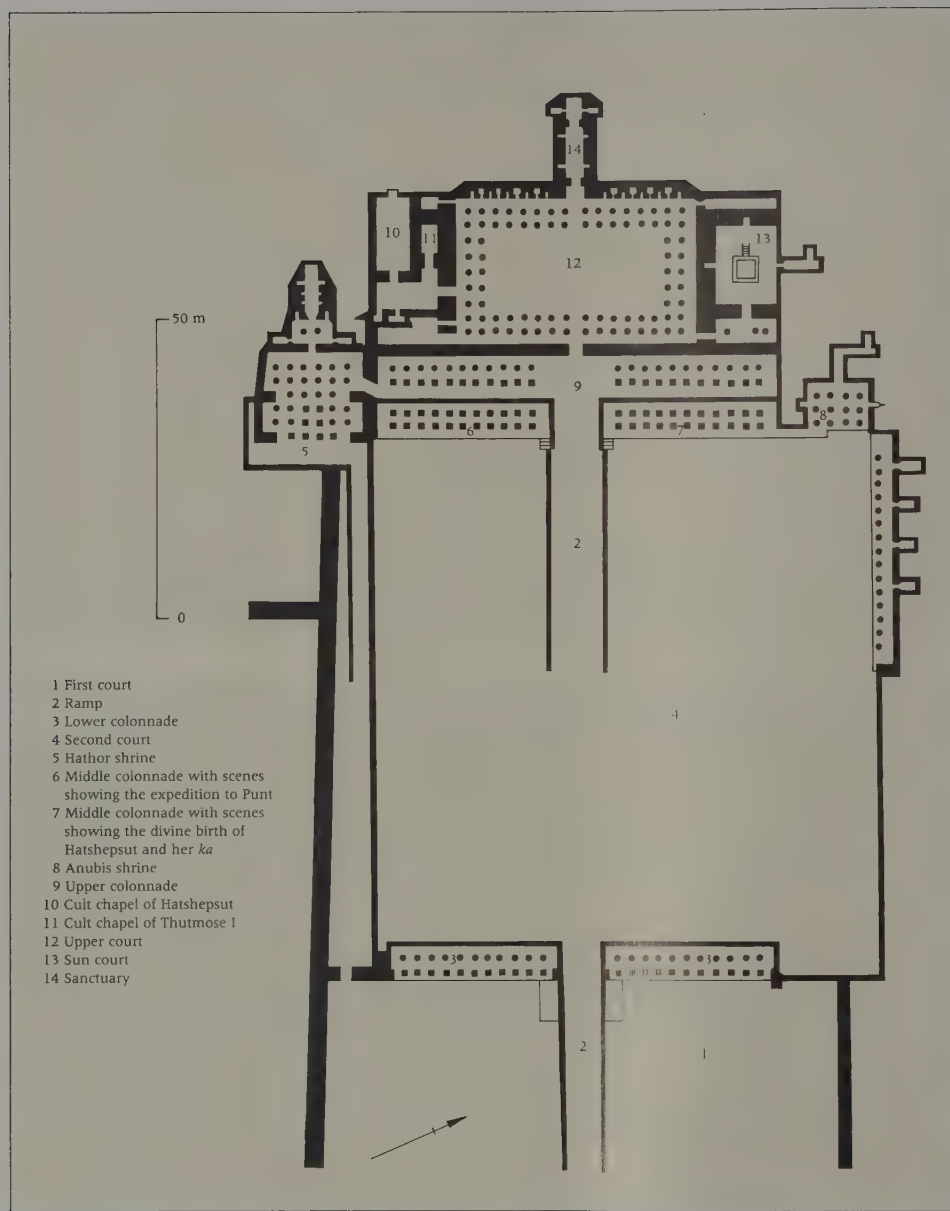 14
10
11
13
12
50 m
9
8
6
7
5
2
0
1 First court
2 Ramp
3 Lower colonnade
4 Second court
5 Hathor shrine
6 Middle colonnade with scenes
showing the expedition to Punt
7 Middle colonnade with scenes
showing the divine birth of
Hatshepsut and her ka
8 Anubis shrine
9 Upper colonnade
10 Cult chapel of Hatshepsut
11 Cult chapel of Thutmose I
12 Upper court
13 Sun court
14 Sanctuary
4
3
3
2
1